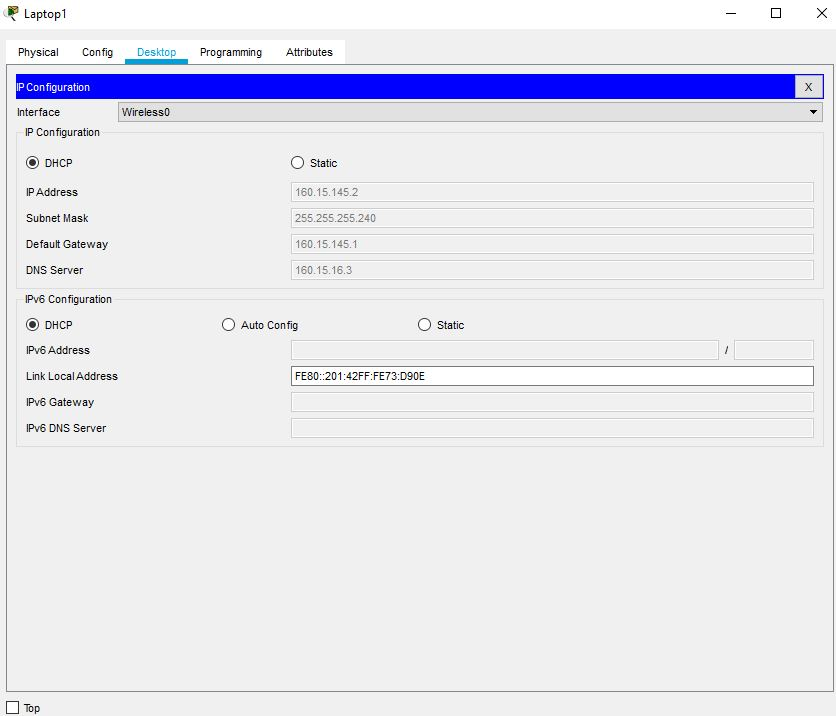 Laptop1
Physical Config Desktop Programming Attributes
IP Configuration X
Interface Wireless0
IP Configuration
DHCP Static
IP Address 160.15.145.2
Subnet Mask 255.255.255.240
Default Gateway 160.15.145.1
DNS Server 160.15.16.3
IPv6 Configuration
DHCP Auto Config Static
IPv6 Address /
Link Local Address FE80::201:42FF:FE73:D90E
IPv6 Gateway
IPv6 DNS Server
Top